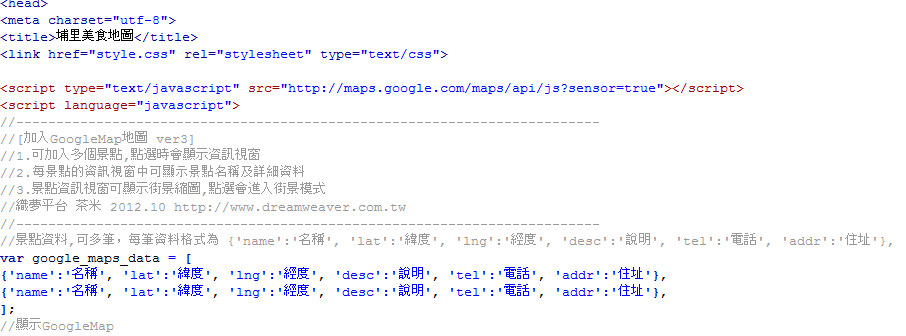 <head>
<meta charset="utf-8">
<title>埔里美食地圖</title>
<link href="style.css" rel="stylesheet" type="text/css">
<script type="text/javascript" src="http://maps.google.com/maps/api/js?sensor=true"></script>
<script language="javascript">
//-------------------------------------------------------------------------
//[加入GoogleMap地圖 ver3]
//1.可加入多個景點,點選時會顯示資訊視窗
//2.每景點的資訊視窗中可顯示景點名稱及詳細資料
//3.景點資訊視窗可顯示街景縮圖,點選會進入街景模式
//織夢平台 茶米 2012.10 http://www.dreamweaver.com.tw
//-------------------------------------------------------------------------
//景點資料,可多筆，每筆資料格式為 {'name':'名稱', 'lat':'緯度', 'lng':'經度', 'desc':'說明', 'tel':'電話', 'addr':'住址'},
var google_maps_data = [
{'name':'名稱', 'lat':'緯度', 'lng':'經度', 'desc':'說明', 'tel':'電話', 'addr':'住址'},
{'name':'名稱', 'lat':'緯度', 'lng':'經度', 'desc':'說明', 'tel':'電話', 'addr':'住址'},
];
//顯示GoogleMap